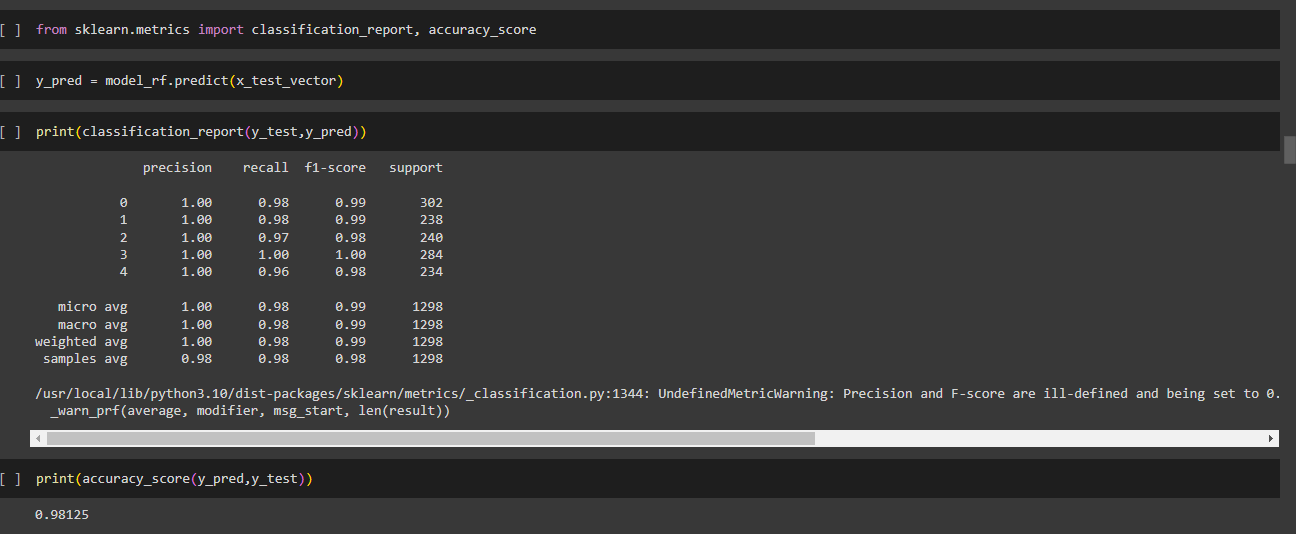 [ ] from sklearn.metrics import classification_report, accuracy_score
[ ] y_pred = model_rf.predict(x_test_vector)
[ ] print(classification_report(y_test,y_pred))
precision recall f1-score support
0 1.00 0.98 0.99 302
1 1.00 0.98 0.99 238
2 1.00 0.97 0.98 240
3 1.00 1.00 1.00 284
4 1.00 0.96 0.98 234
micro avg 1.00 0.98 0.99 1298
macro avg 1.00 0.98 0.99 1298
weighted avg 1.00 0.98 0.99 1298
samples avg 0.98 0.98 0.98 1298
/usr/local/lib/python3.10/dist-packages/sklearn/metrics/_classification.py:1344: UndefinedMetricWarning: Precision and F-score are ill-defined and being set to 0.
_warn_prf(average, modifier, msg_start, len(result))
[ ] print(accuracy_score(y_pred,y_test))
0.98125